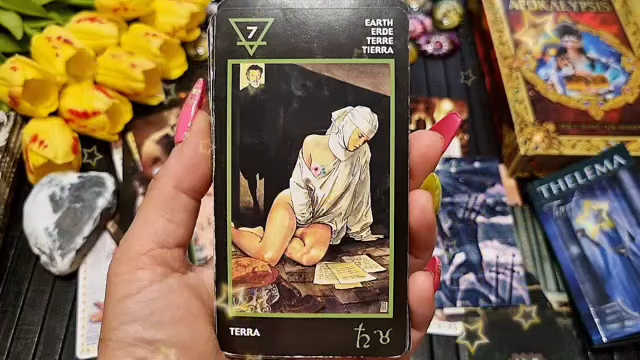 7
EARTH
ERDE
TERRE
TIERRA
TERRA
♄ ♉
APOKALYPSIS
THELEMA